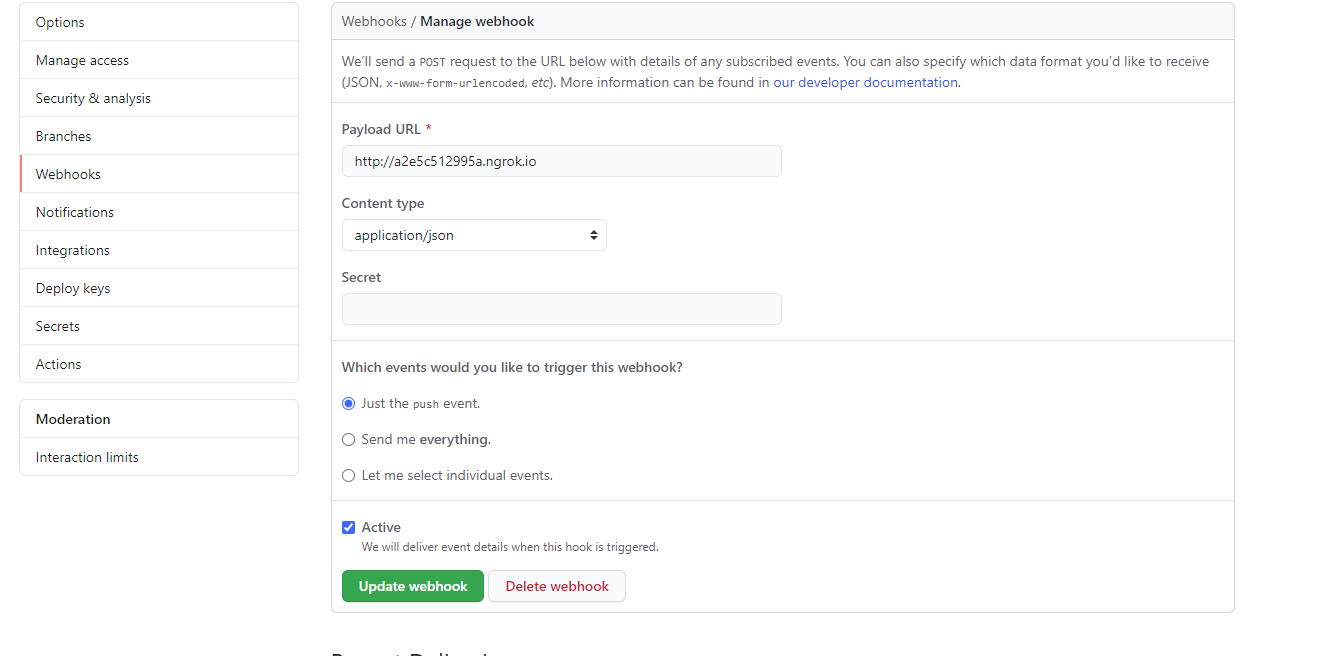 Options
Manage access
Security & analysis
Branches
Webhooks
Notifications
Integrations
Deploy keys
Secrets
Actions
Moderation
Interaction limits
Webhooks / Manage webhook
We'll send a POST request to the URL below with details of any subscribed events. You can also specify which data format you'd like to receive
(JSON, x-www-form-urlencoded, etc). More information can be found in our developer documentation.
Payload URL *
http://a2e5c512995a.ngrok.io
Content type
application/json
Secret
Which events would you like to trigger this webhook?
Just the push event.
Send me everything.
Let me select individual events.
Active
We will deliver event details when this hook is triggered.
Update webhook
Delete webhook